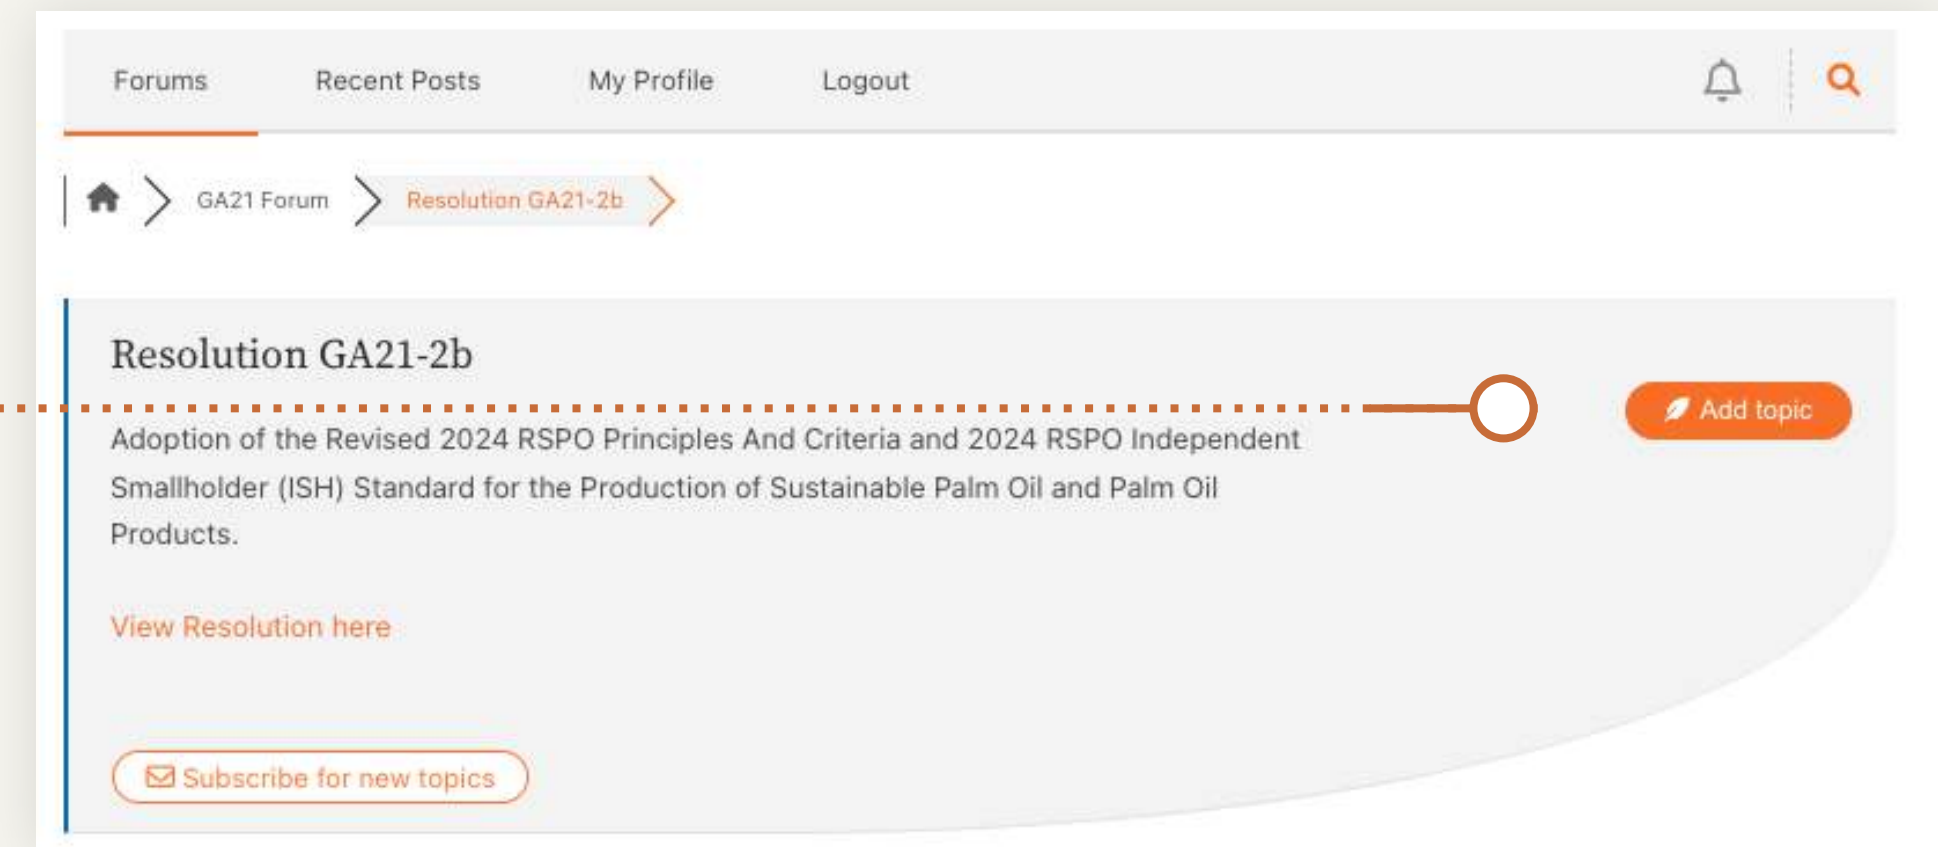 Forums Recent Posts My Profile Logout
GA21 Forum Resolution GA21-2b
Resolution GA21-2b
Add topic
Adoption of the Revised 2024 RSPO Principles And Criteria and 2024 RSPO Independent
Smallholder (ISH) Standard for the Production of Sustainable Palm Oil and Palm Oil
Products.
View Resolution here
Subscribe for new topics